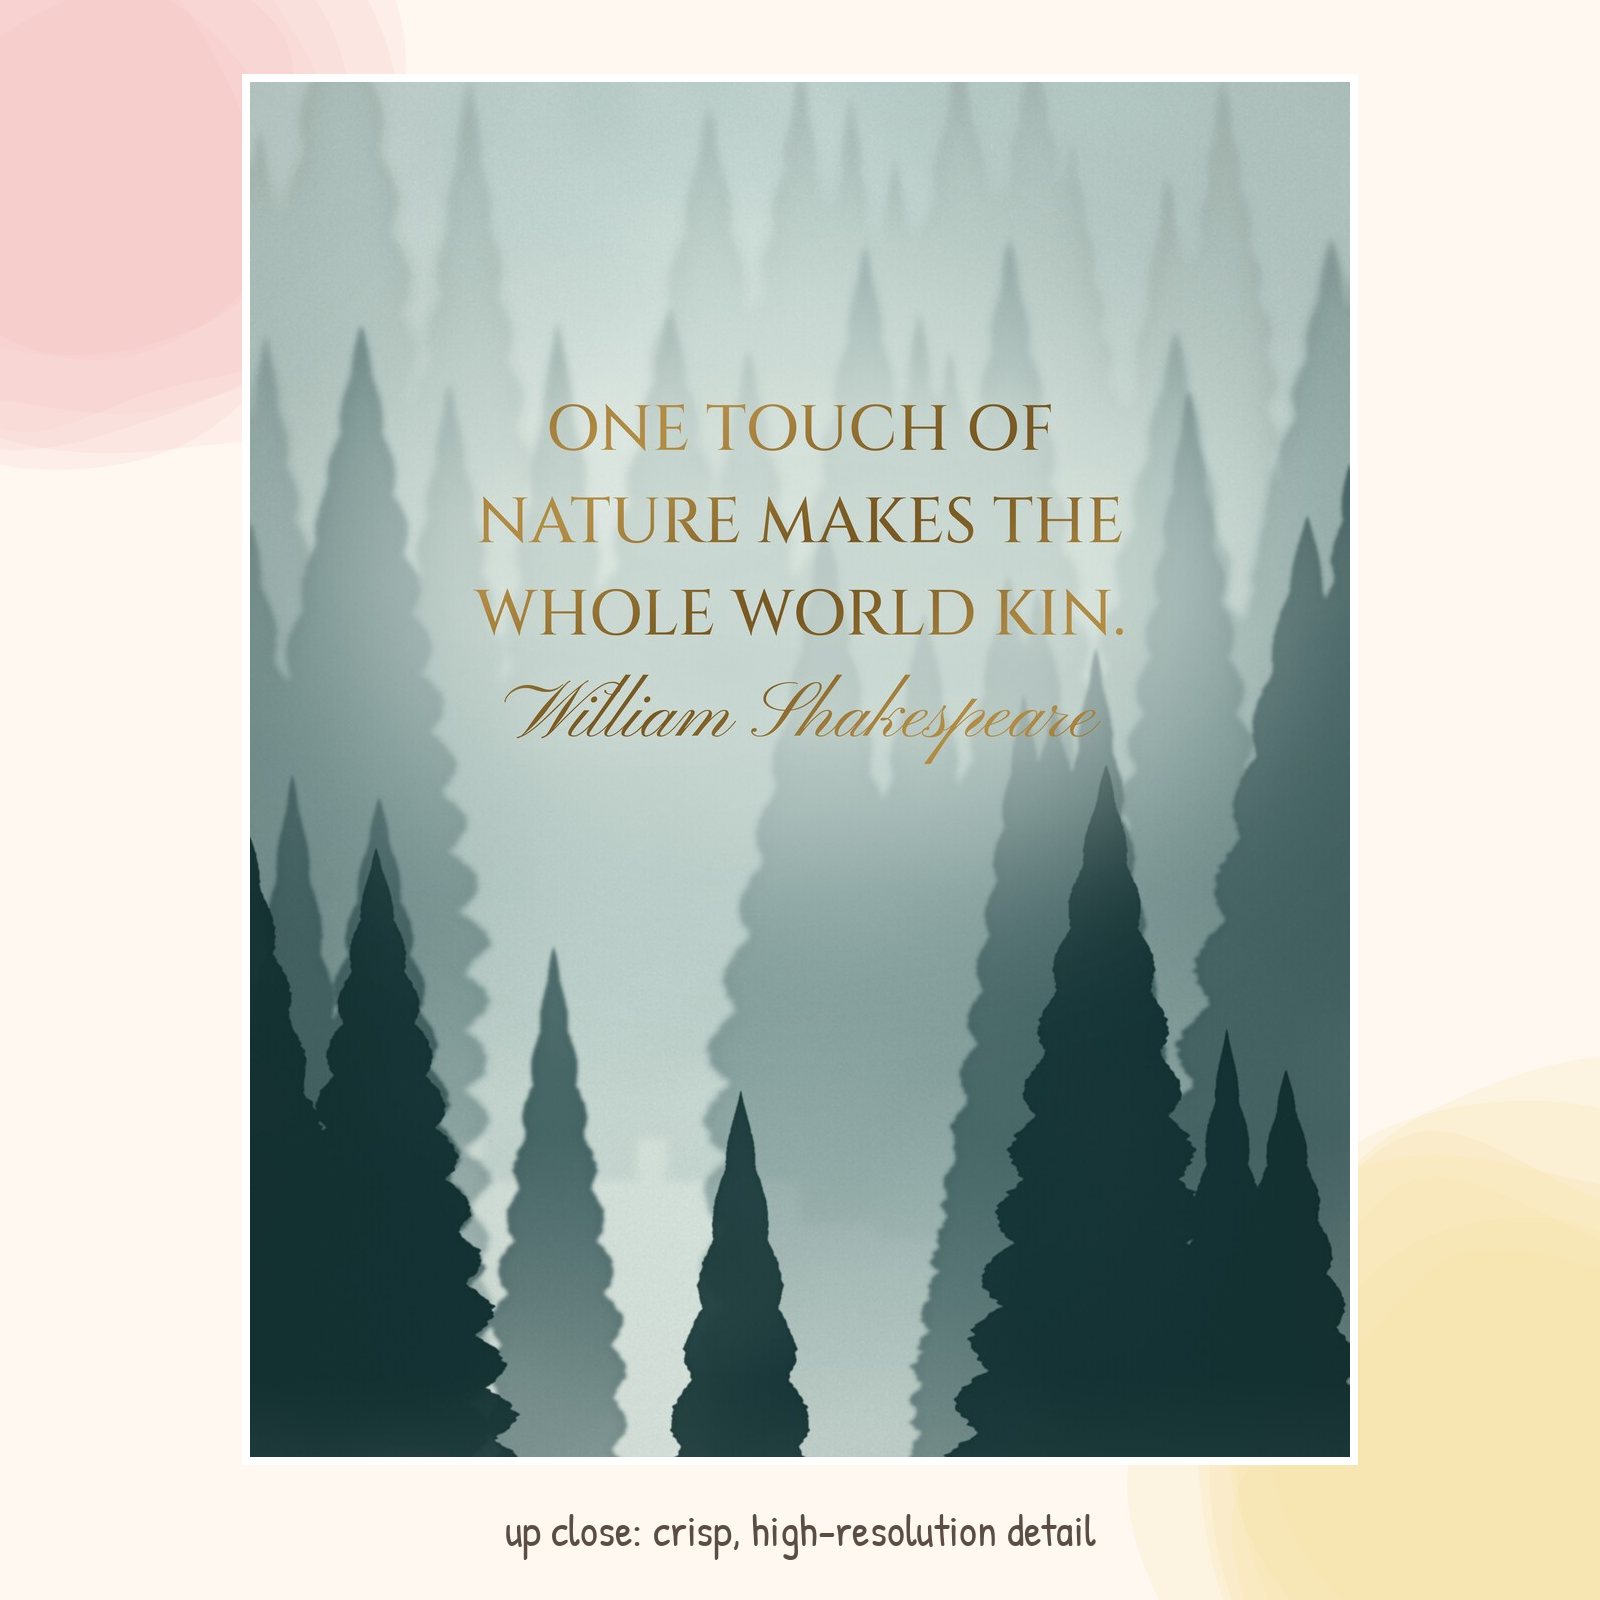 ONE TOUCH OF
NATURE MAKES THE
WHOLE WORLD KIN.
William Shakespeare
up close: crisp, high-resolution detail